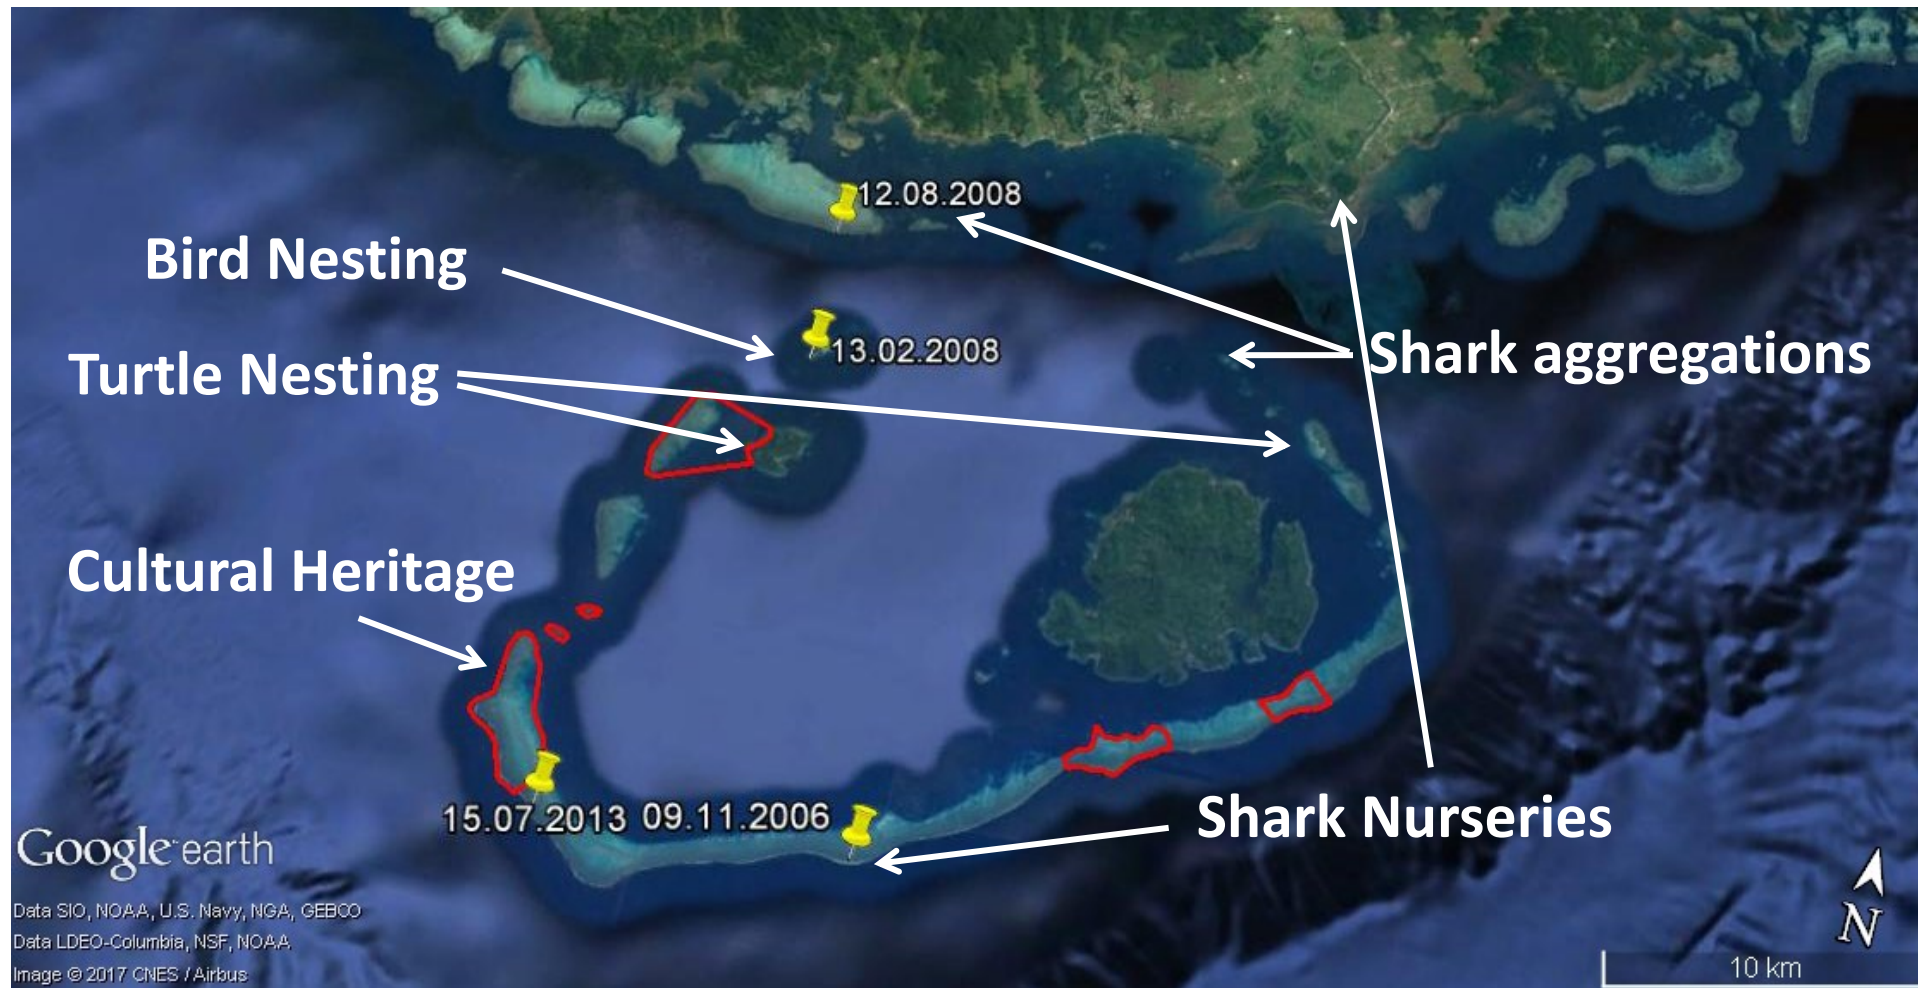 12.08.2008
Bird Nesting
13.02.2008
Shark aggregations
Turtle Nesting
Cultural Heritage
15.07.2013
09.11.2006
Shark Nurseries
Google earth
Data SIO, NOAA, U.S. Navy, NGA, GEBCO
Data LDEO-Columbia, NSF, NOAA
Image © 2017 CNES / Airbus
N
10 km